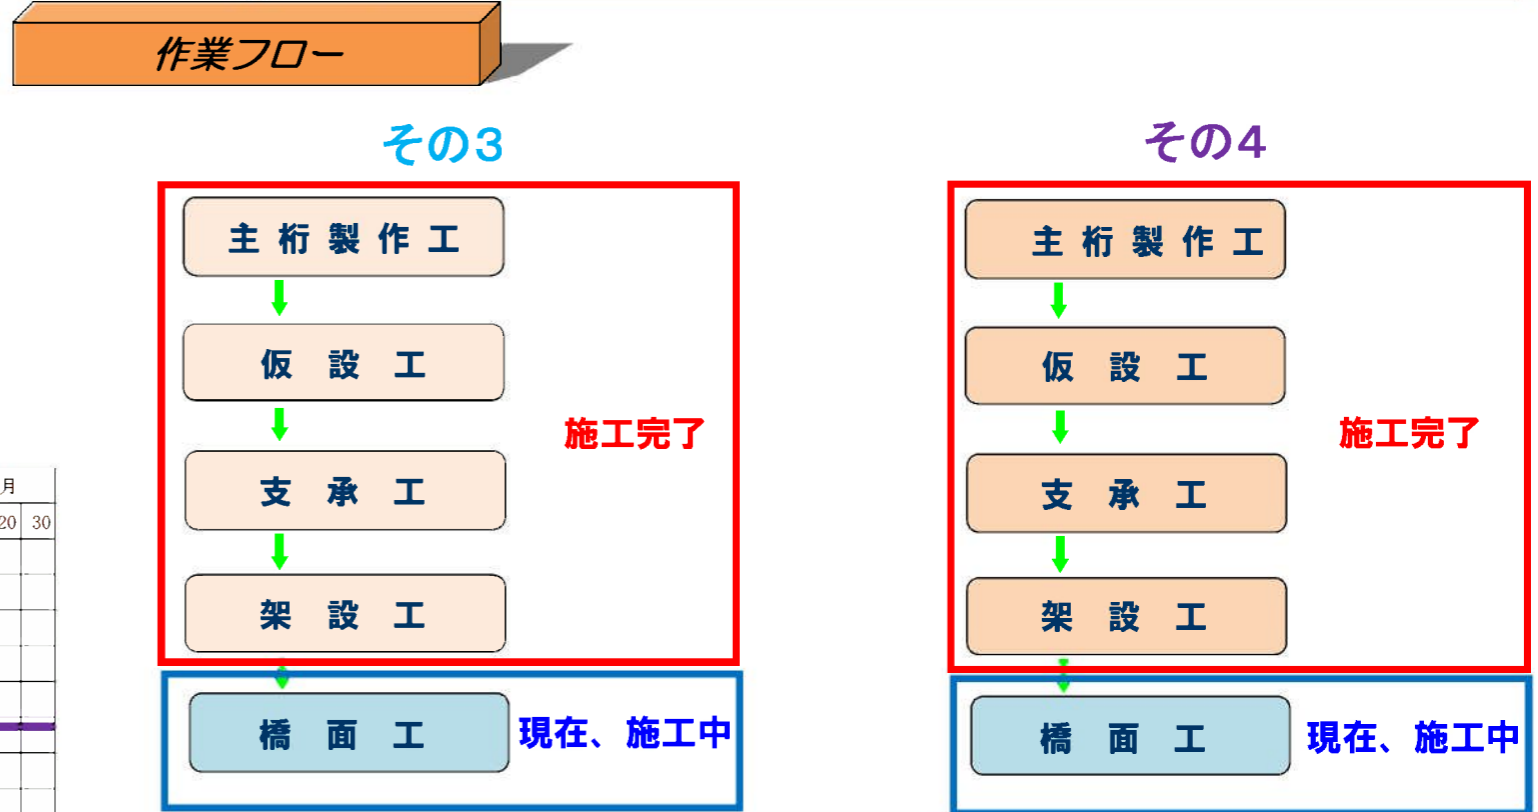 作業フロー
その3
主桁製作工
仮設工
支承工
架設工
施工完了
橋面工
現在、施工中
その4
主桁製作工
仮設工
支承工
架設工
施工完了
橋面工
現在、施工中
月
20 30